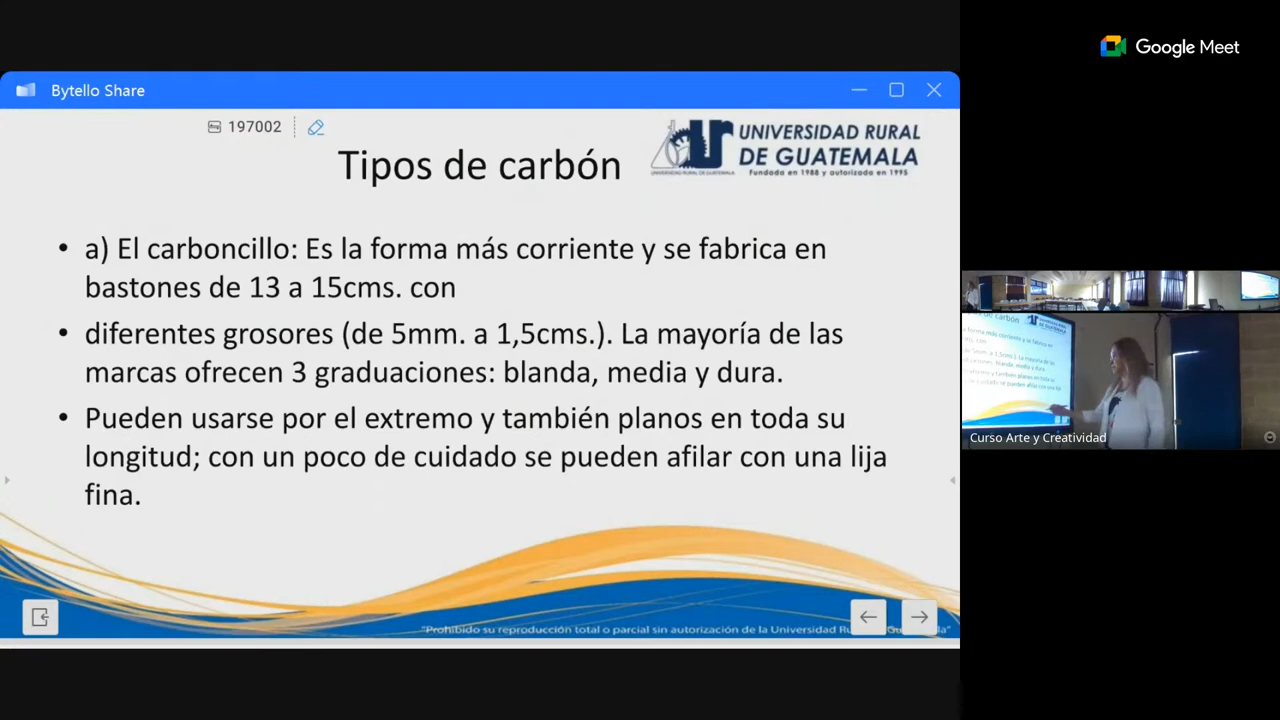 Google Meet
Bytello Share
197002
UNIVERSIDAD RURAL
DE GUATEMALA
UNIVERSIDAD RURAL DE GUATEMALA
Fundada en 1988 y autorizada en 1995
Tipos de carbón
• a) El carboncillo: Es la forma más corriente y se fabrica en
bastones de 13 a 15cms. con
• diferentes grosores (de 5mm. a 1,5cms.). La mayoría de las
marcas ofrecen 3 graduaciones: blanda, media y dura.
• Pueden usarse por el extremo y también planos en toda su
longitud; con un poco de cuidado se pueden afilar con una lija
fina.
"Prohibido su reproducción total o parcial sin autorización de la Universidad
Curso Arte y Creatividad